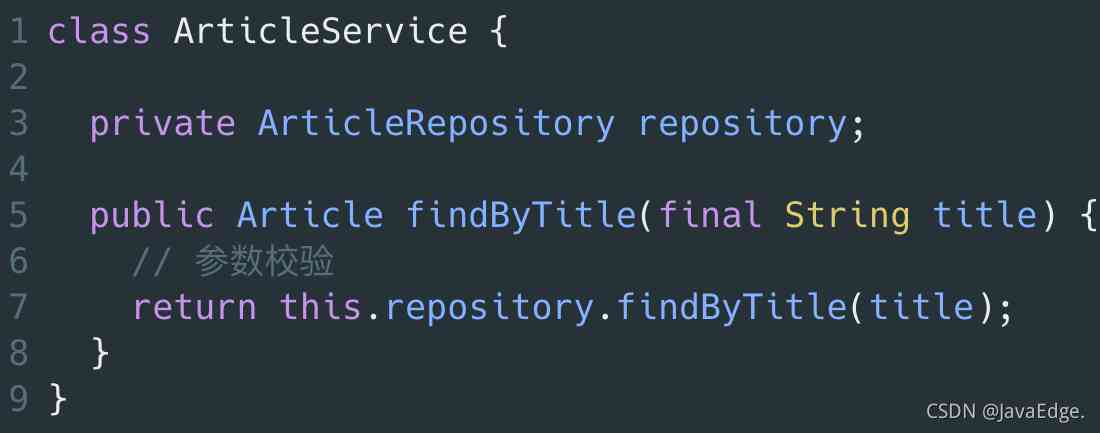 1 class ArticleService {
2
3   private ArticleRepository repository;
4
5   public Article findByTitle(final String title) {
6     // 参数校验
7     return this.repository.findByTitle(title);
8   }
9 }
CSDN @JavaEdge.